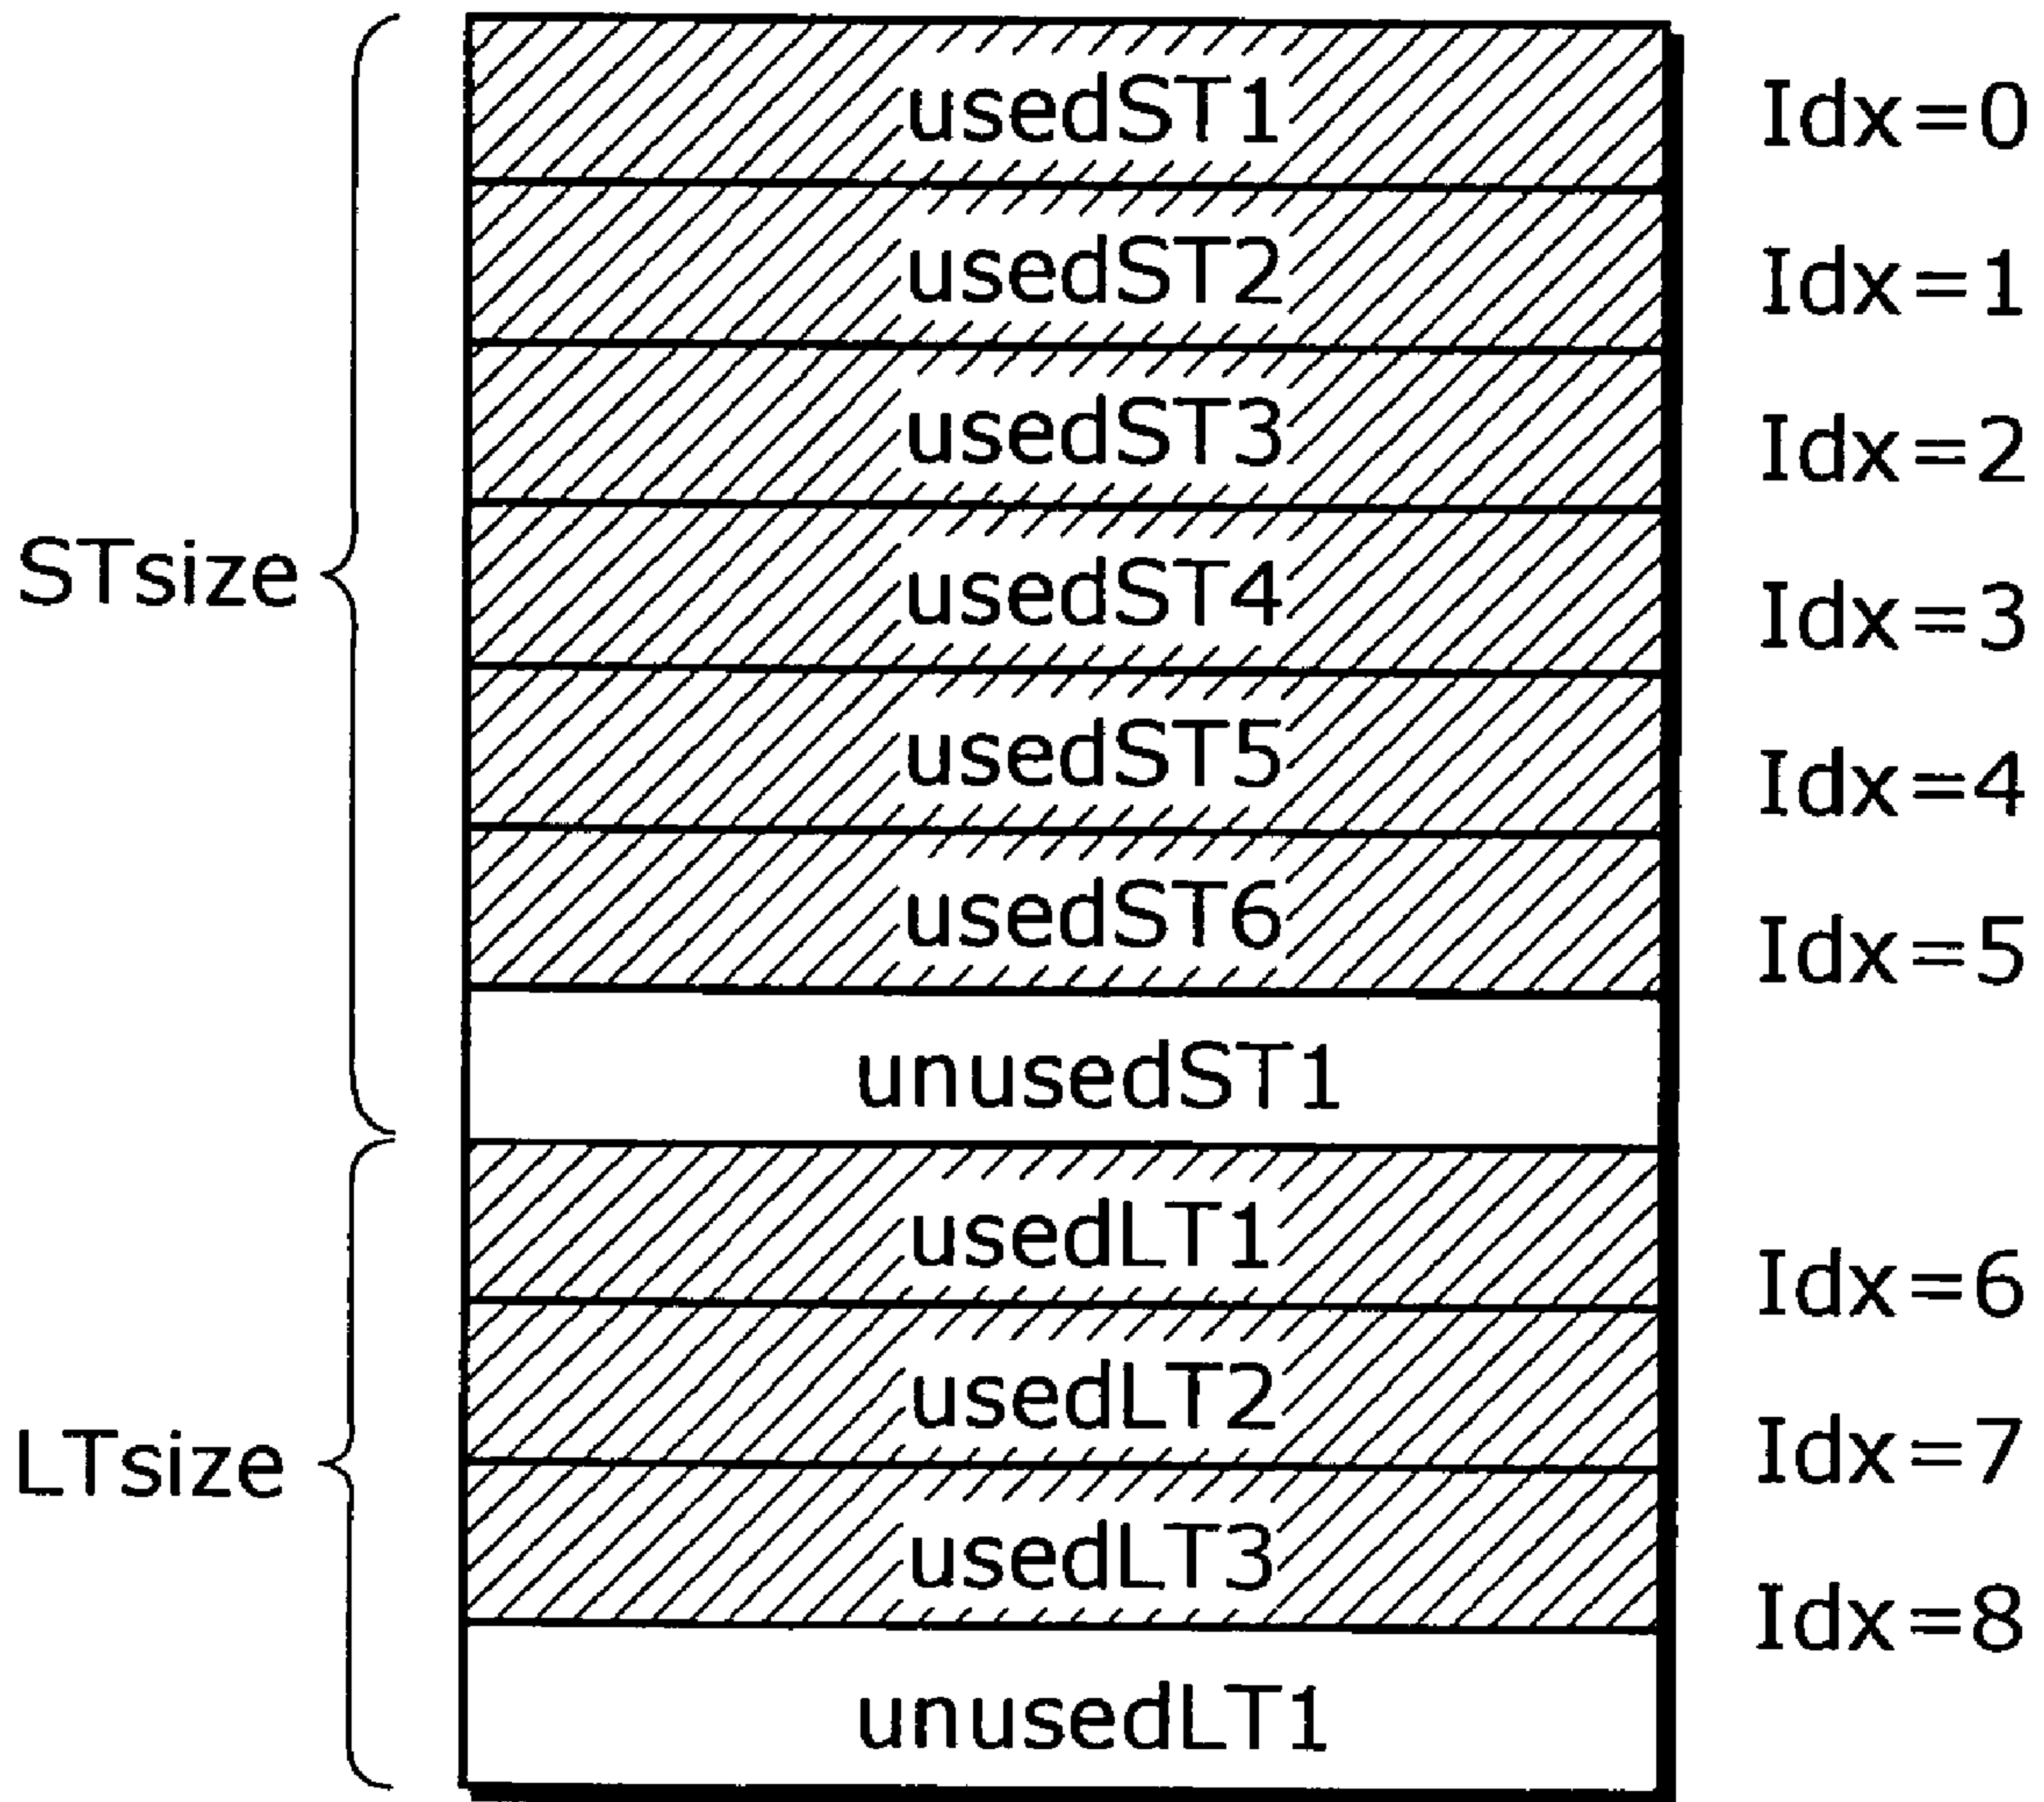 usedST1 Idx=0
usedST2 Idx=1
usedST3 Idx=2
STsize usedST4 Idx=3
usedST5 Idx=4
usedST6 Idx=5
unusedST1
usedLT1 Idx=6
usedLT2 Idx=7
LTsize
usedLT3 Idx=8
unusedLT1